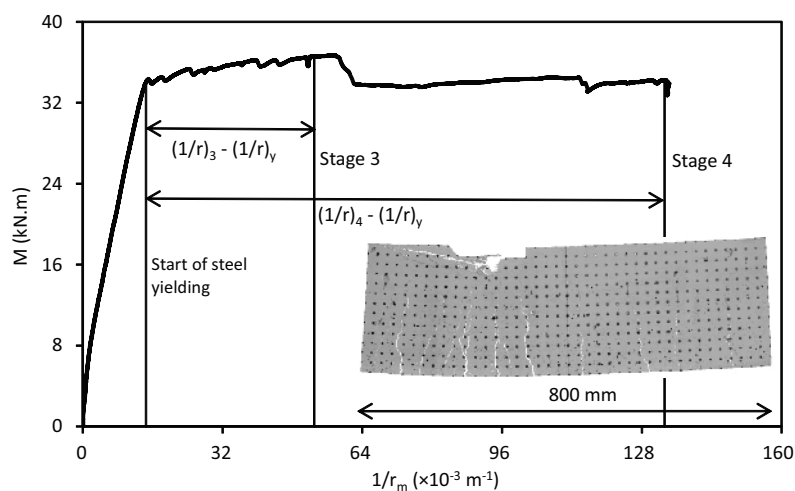 40
32
24
16
8
0
M (kN.m)
(1/r)3 - (1/r)y
Stage 3
Stage 4
(1/r)4 - (1/r)y
Start of steel
yielding
800 mm
0
32
64
96
128
160
1/rm (×10-3 m-1)